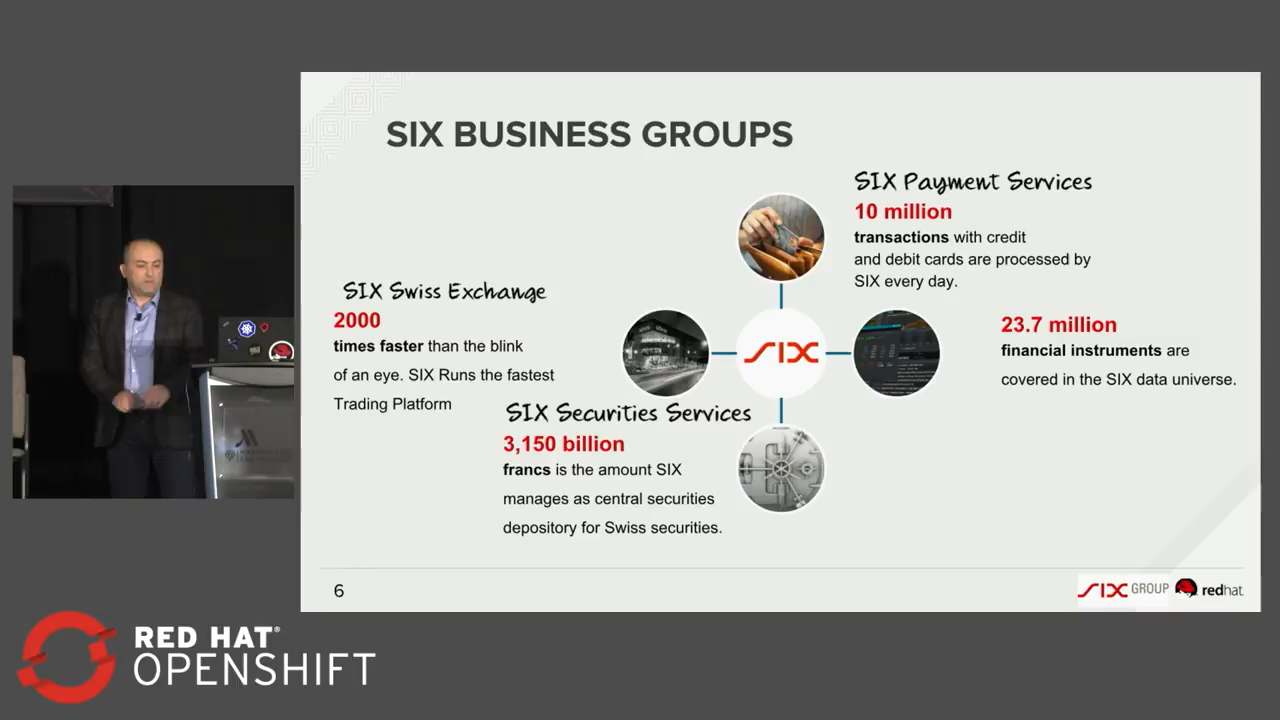 SIX BUSINESS GROUPS
SIX Payment Services
10 million
transactions with credit
and debit cards are processed by
SIX every day.
SIX Swiss Exchange
2000
times faster than the blink
of an eye. SIX Runs the fastest
Trading Platform
23.7 million
financial instruments are
covered in the SIX data universe.
SIX
SIX Securities Services
3,150 billion
francs is the amount SIX
manages as central securities
depository for Swiss securities.
6
SIX GROUP
redhat.
RED HAT®
OPENSHIFT